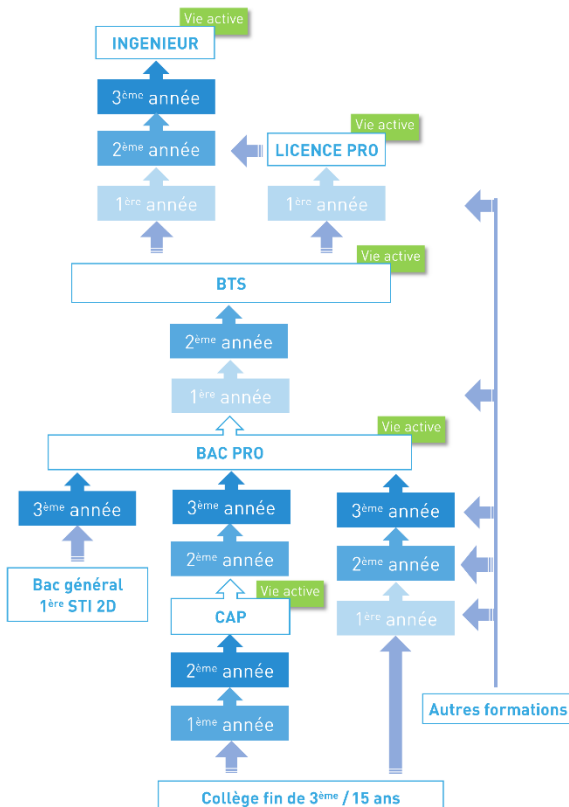 Vie active
INGENIEUR
3ème année
Vie active
2ème année
LICENCE PRO
1ère année
1ère année
Vie active
BTS
2ème année
1ère année
Vie active
BAC PRO
3ème année
3ème année
3ème année
2ème année
2ème année
Bac général
1ère STI 2D
Vie active
CAP
1ère année
2ème année
Autres formations
1ème année
Collège fin de 3ème / 15 ans